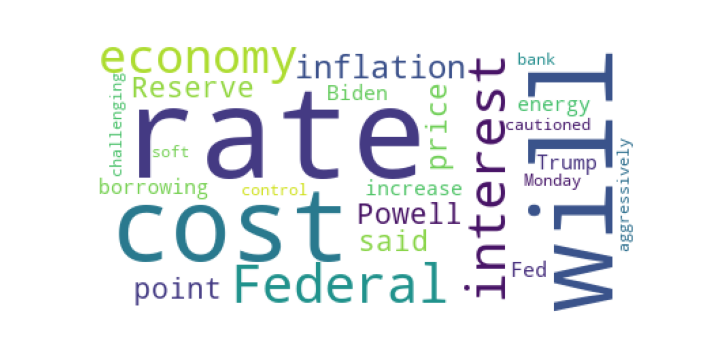 economy
inflation
bank
Reserve
Biden
energy
challenging
rate
price
interest
will
cautioned
soft
Trump
borrowing
control
increase
Monday
aggressively
cost
Powell
said
Federal
Fed
point